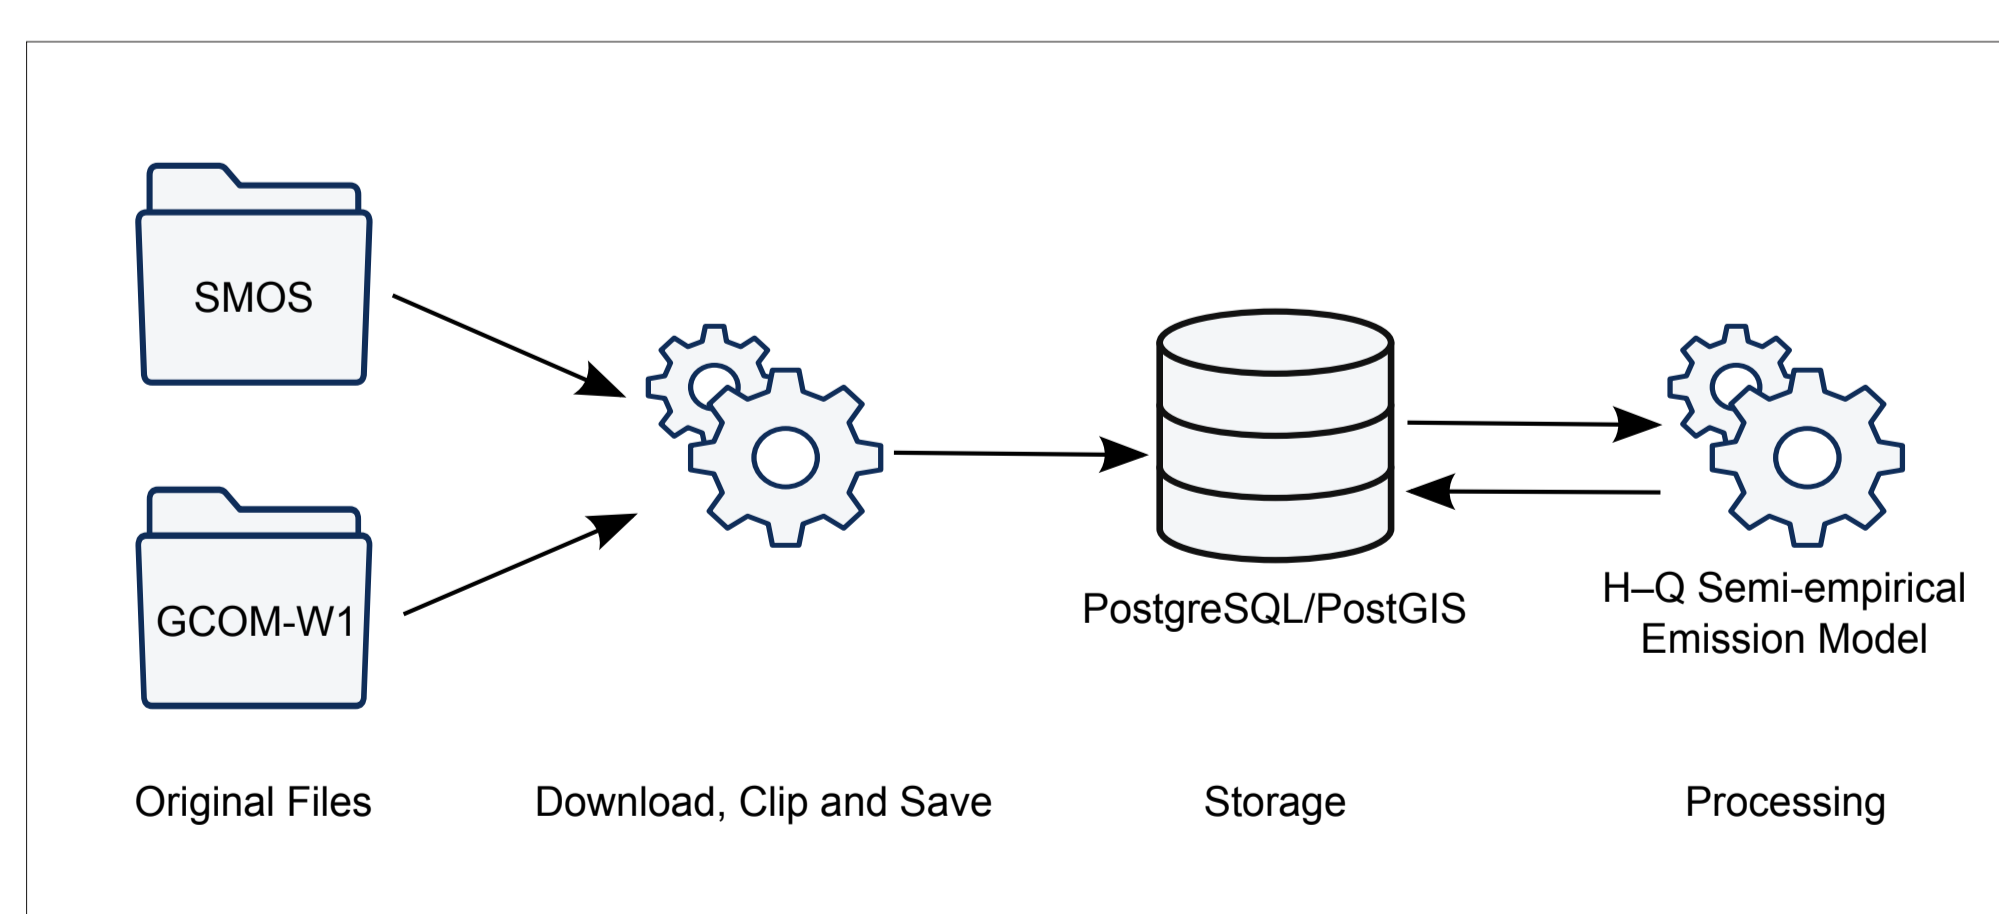 SMOS
GCOM-W1
PostgreSQL/PostGIS
H–Q Semi-empirical
Emission Model
Original Files
Download, Clip and Save
Storage
Processing